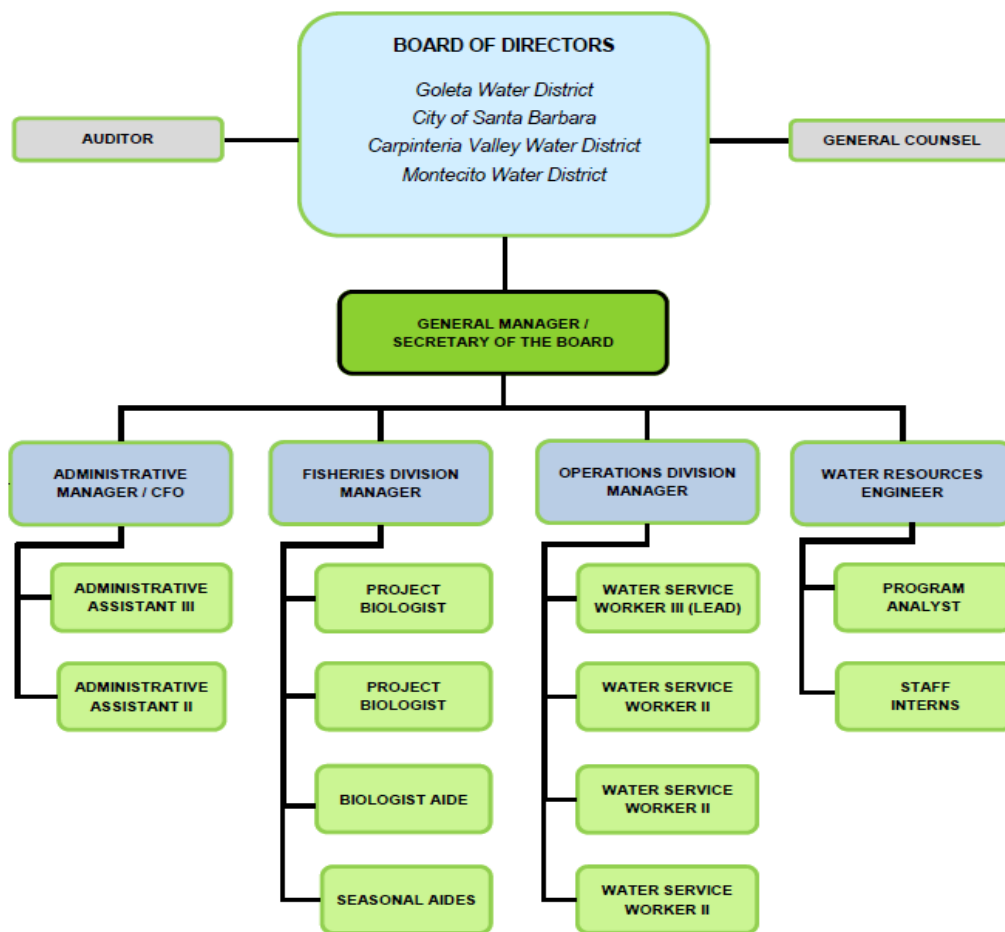 BOARD OF DIRECTORS
Goleta Water District
City of Santa Barbara
Carpinteria Valley Water District
Montecito Water District
AUDITOR
GENERAL COUNSEL
GENERAL MANAGER /
SECRETARY OF THE BOARD
ADMINISTRATIVE
MANAGER / CFO
FISHERIES DIVISION
MANAGER
OPERATIONS DIVISION
MANAGER
WATER RESOURCES
ENGINEER
ADMINISTRATIVE
ASSISTANT III
ADMINISTRATIVE
ASSISTANT II
PROJECT
BIOLOGIST
PROJECT
BIOLOGIST
BIOLOGIST AIDE
SEASONAL AIDES
WATER SERVICE
WORKER III (LEAD)
WATER SERVICE
WORKER II
WATER SERVICE
WORKER II
WATER SERVICE
WORKER II
PROGRAM
ANALYST
STAFF
INTERNS